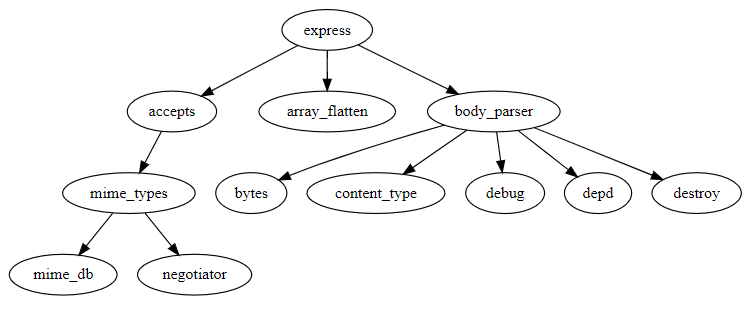 express
accepts
array_flatten
body_parser
mime_types
bytes
content_type
debug
depd
destroy
mime_db
negotiator